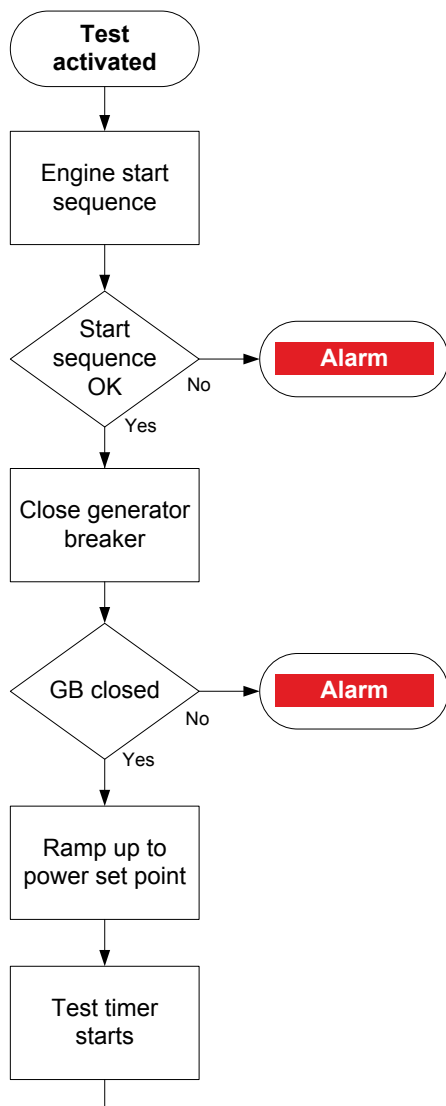 Test
activated
Engine start
sequence
Start
sequence
OK
No
Alarm
Yes
Close generator
breaker
GB closed
No
Alarm
Yes
Ramp up to
power set point
Test timer
starts